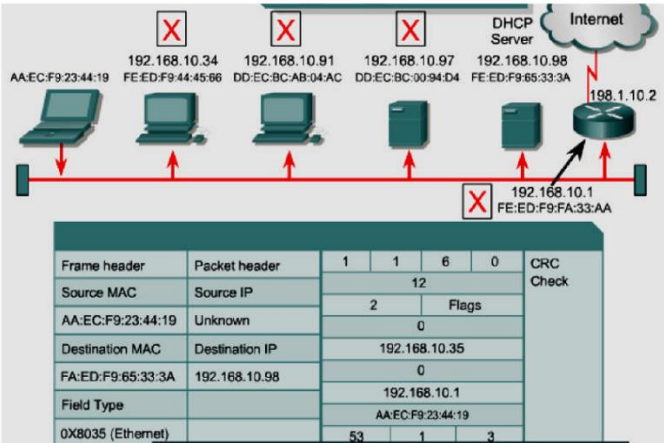 DHCP Server
Internet
192.168.10.34
192.168.10.91
192.168.10.97
192.168.10.98
AA:EC:F9:23:44:19
FE:ED:F9:44:45:66
DD:EC:BC:AB:04:AC
DD:EC:BC:00:94:D4
FE:ED:F9:65:33:3A
198.1.10.2
192.168.10.1
FE:ED:F9:FA:33:AA
Frame header Packet header 1 1 6 0 CRC Check
Source MAC Source IP 12
2 Flags
AA:EC:F9:23:44:19 Unknown 0
Destination MAC Destination IP 192.168.10.35
FA:ED:F9:65:33:3A 192.168.10.98 0
192.168.10.1
Field Type AA:EC:F9:23:44:19
0X8035 (Ethernet) 53 1 3